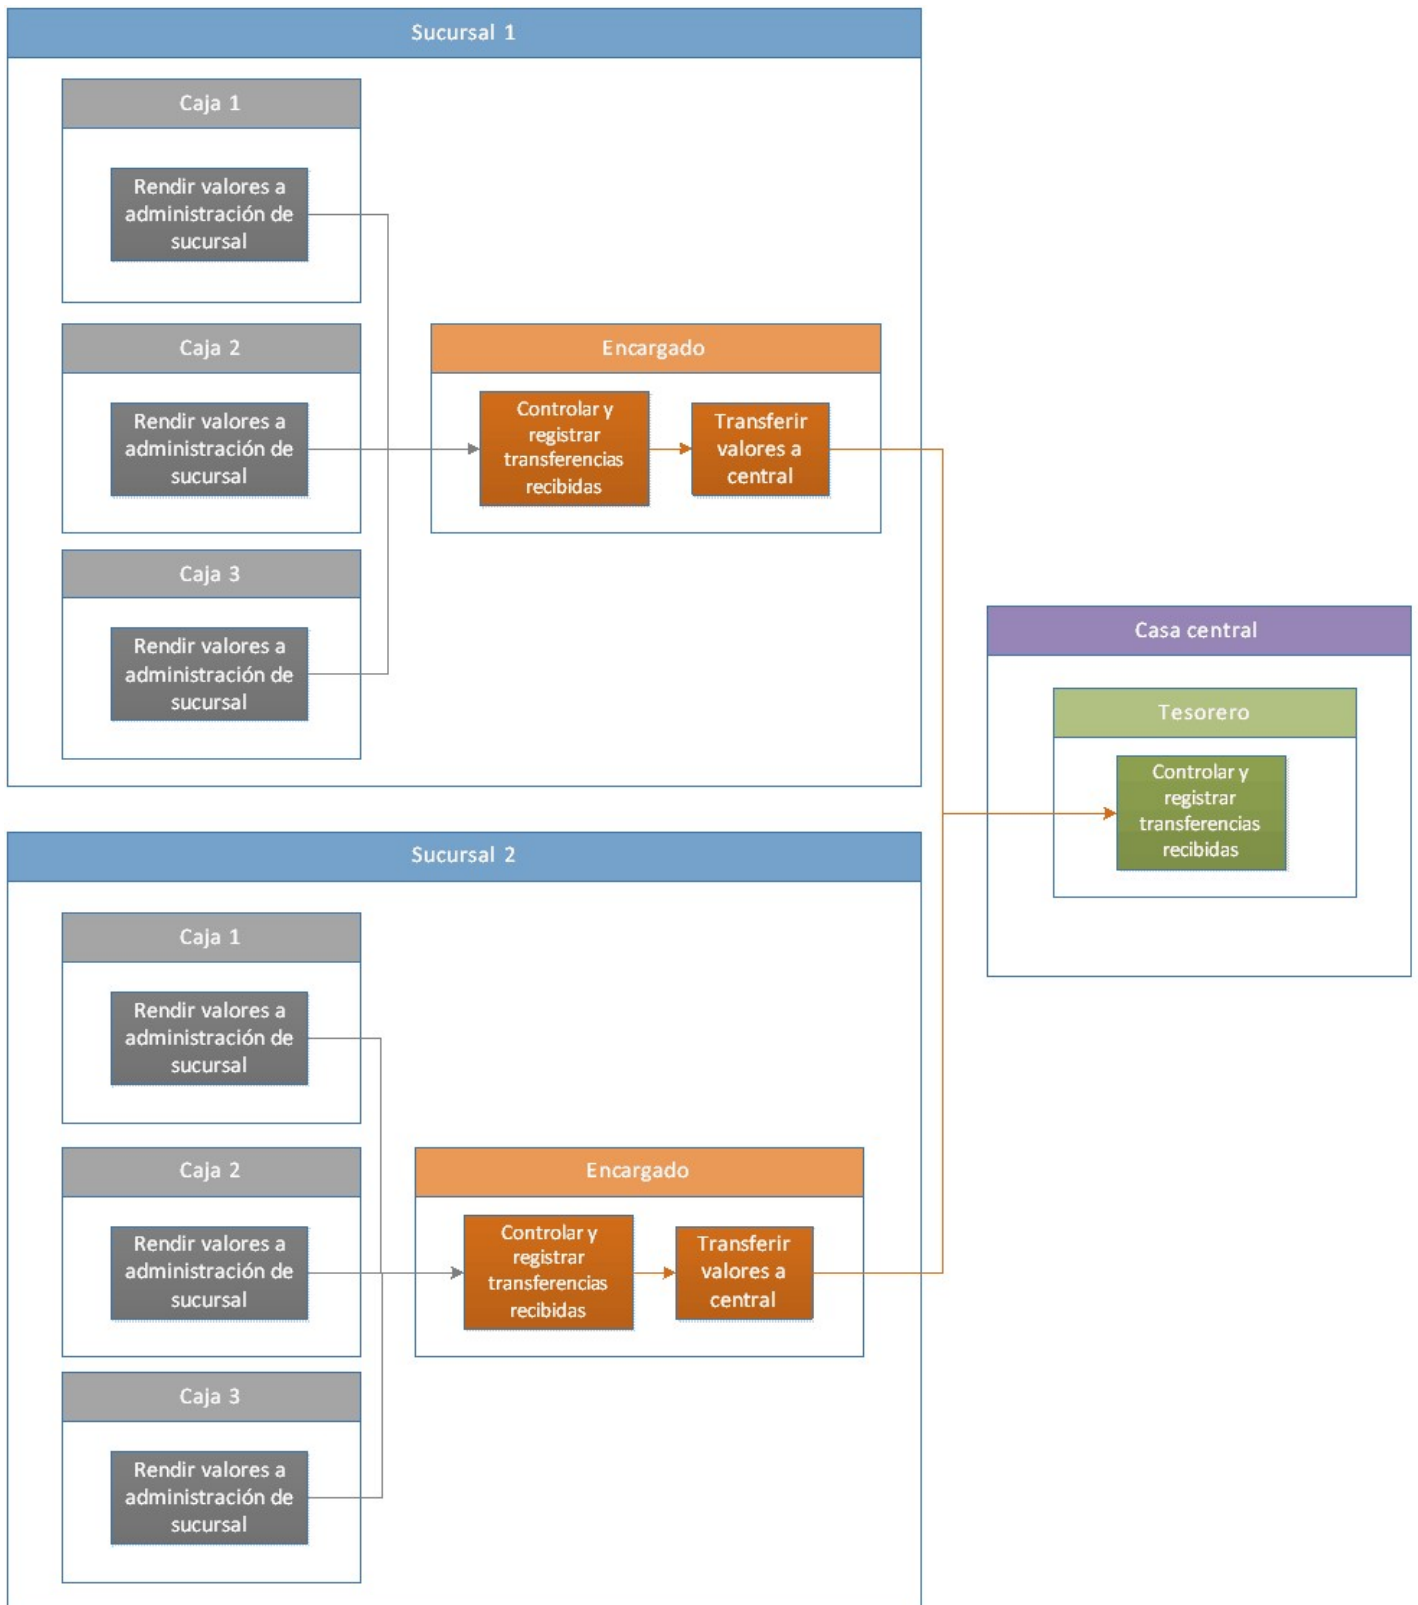 Sucursal 1
Caja 1
Rendir valores a
administración de
sucursal
Caja 2
Rendir valores a
administración de
sucursal
Caja 3
Rendir valores a
administración de
sucursal
Encargado
Controlar y
registrar
transferencias
recibidas
Transferir
valores a
central
Casa central
Tesorero
Controlar y
registrar
transferencias
recibidas
Sucursal 2
Caja 1
Rendir valores a
administración de
sucursal
Caja 2
Rendir valores a
administración de
sucursal
Caja 3
Rendir valores a
administración de
sucursal
Encargado
Controlar y
registrar
transferencias
recibidas
Transferir
valores a
central